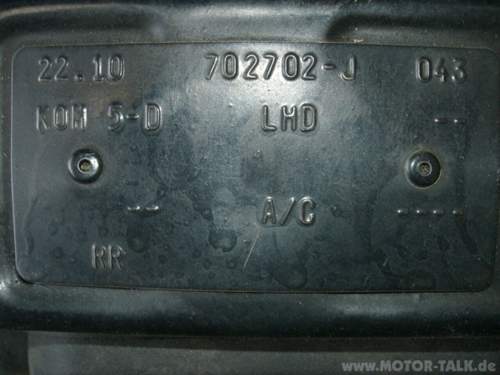 22.10 702702-J 043
KOM 5-D LHD --
-- A/C ----
RR
www.MOTOR-TALK.de